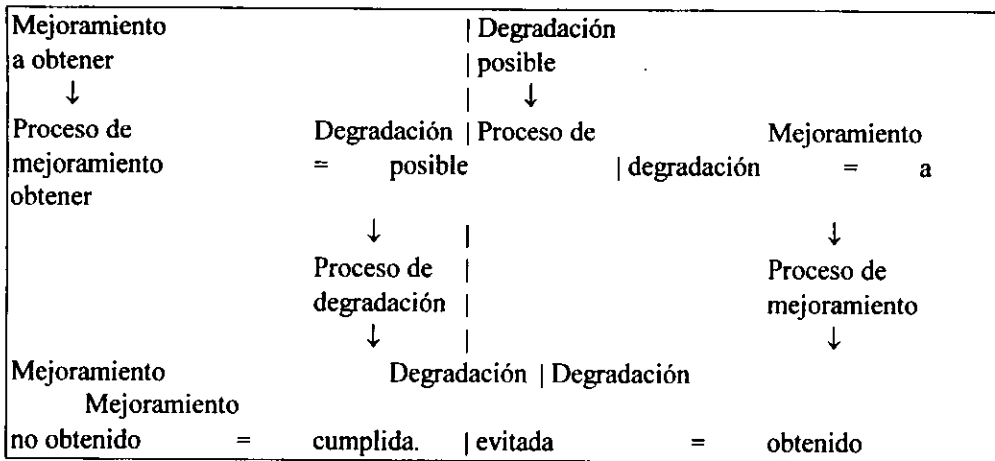 Mejoramiento | Degradación
a obtener | posible
↓ | ↓
Proceso de Degradación | Proceso de Mejoramiento
mejoramiento = posible | degradación = a
obtener
↓ | ↓
Proceso de | Proceso de
degradación | mejoramiento
↓ | ↓
Mejoramiento Degradación | Degradación
Mejoramiento
no obtenido = cumplida. | evitada = obtenido